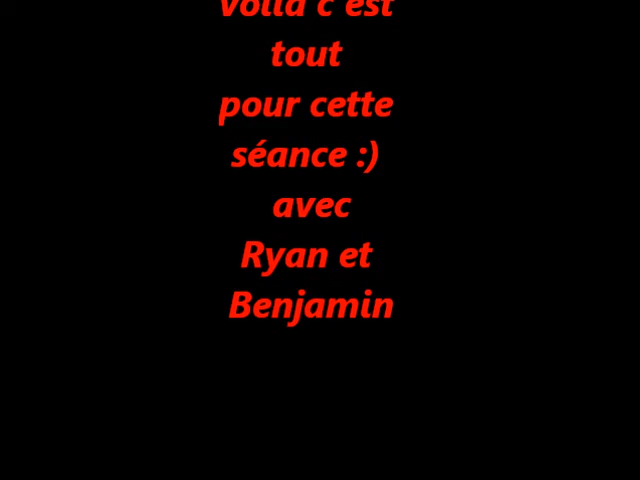 voilà c'est
tout
pour cette
séance :)
avec
Ryan et
Benjamin